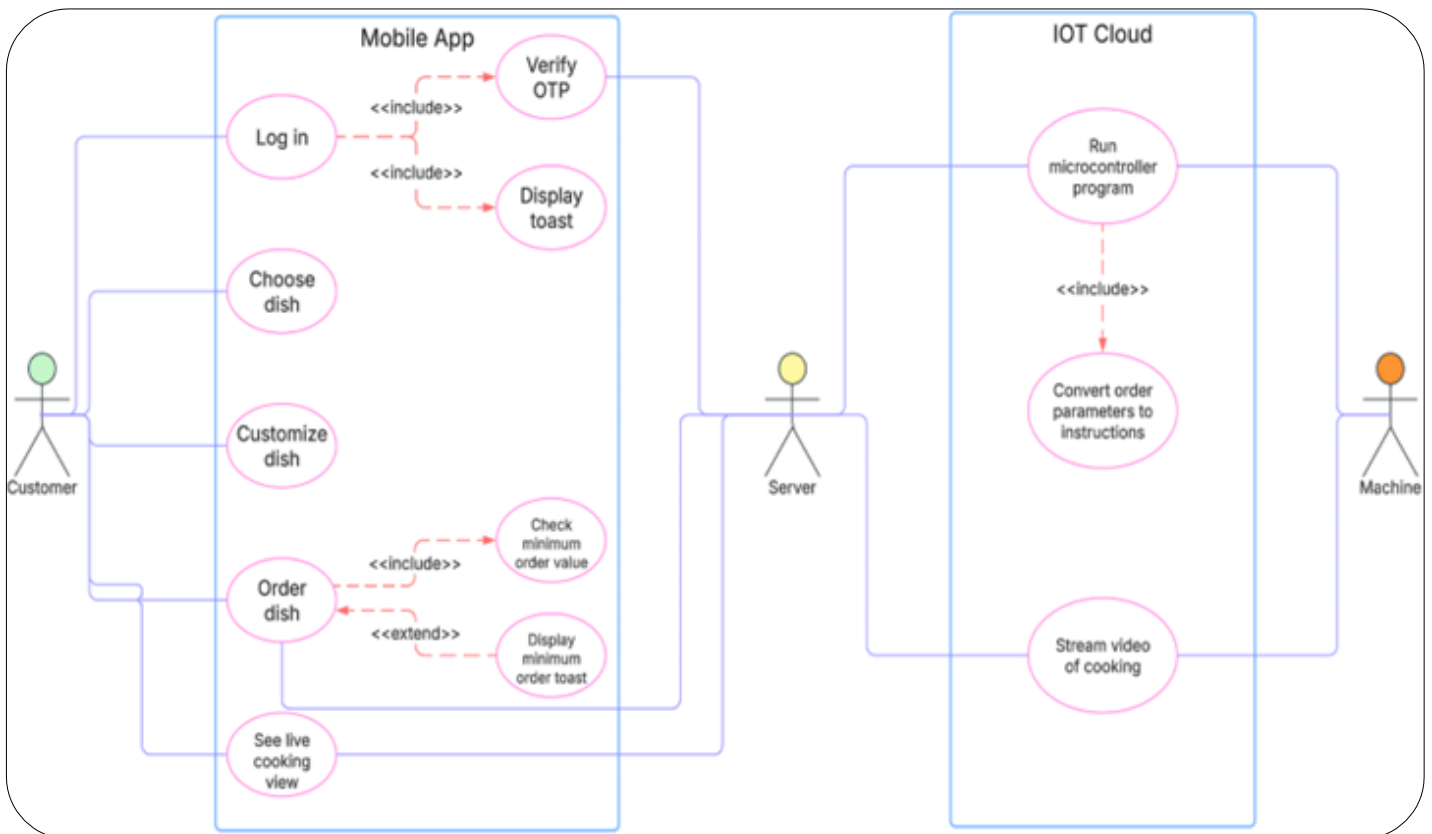 Mobile App
IOT Cloud
Verify
OTP
<<include>>
Log in
<<include>>
Display
toast
Run
microcontroller
program
Choose
dish
<<include>>
Customer
Server
Machine
Convert order
parameters to
instructions
Customize
dish
Check
minimum
order value
<<include>>
Order
dish
<<extend>>
Display
minimum
order toast
Stream video
of cooking
See live
cooking
view